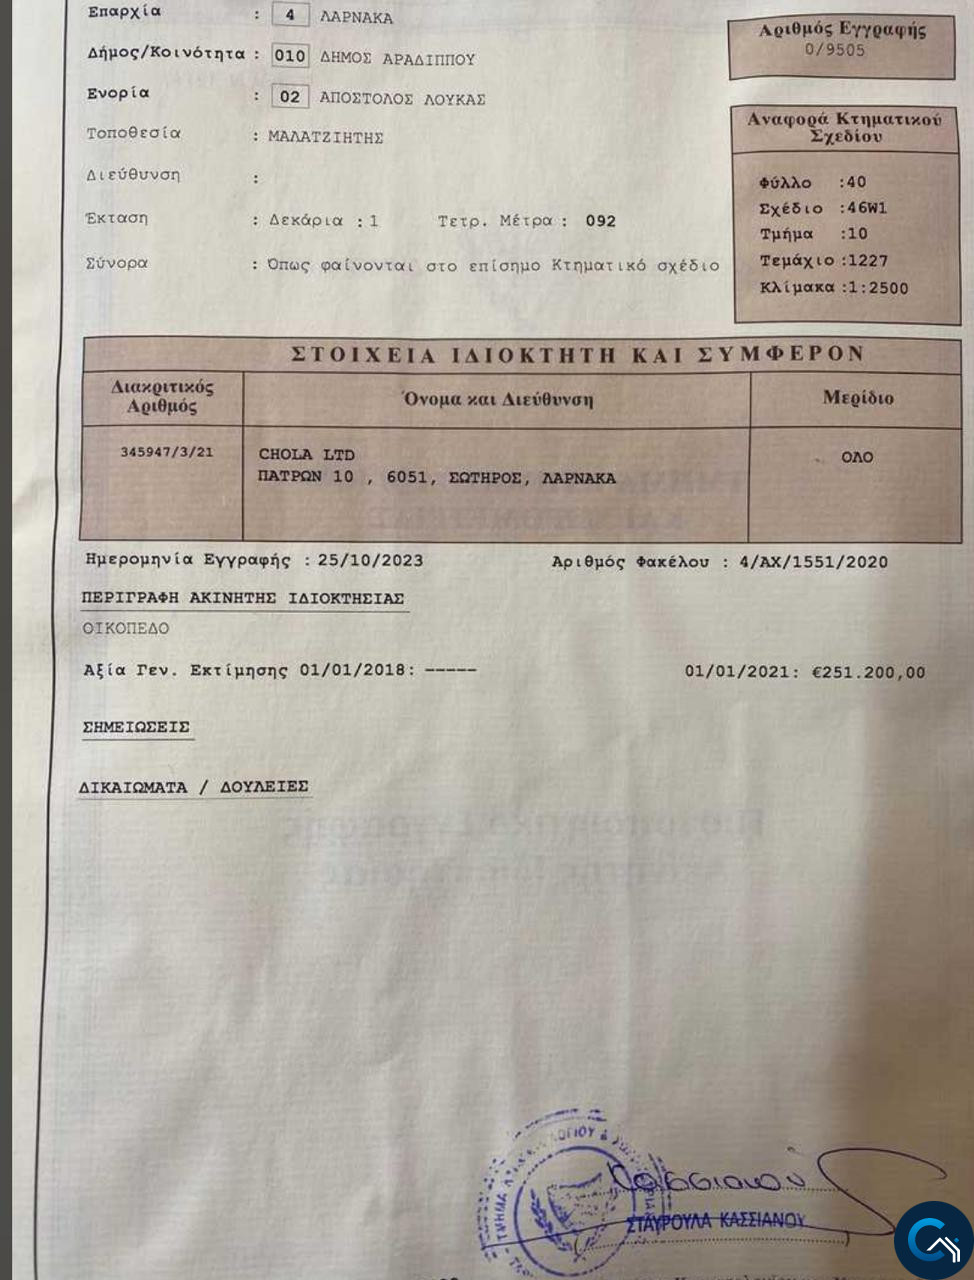 Επαρχία : 4 ΛΑΡΝΑΚΑ
Δήμος/Κοινότητα : 010 ΔΗΜΟΣ ΑΡΑΔΙΠΠΟΥ
Ενορία : 02 ΑΠΟΣΤΟΛΟΣ ΛΟΥΚΑΣ
Τοποθεσία : ΜΑΛΑΤΖΙΗΤΗΣ
Διεύθυνση :
Έκταση : Δεκάρια : 1 Τετρ. Μέτρα : 092
Σύνορα : Όπως φαίνονται στο επίσημο Κτηματικό σχέδιο
Αριθμός Εγγραφής
0/9505
Αναφορά Κτηματικού
Σχεδίου
Φύλλο :40
Σχέδιο :46W1
Τμήμα :10
Τεμάχιο :1227
Κλίμακα :1:2500
ΣΤΟΙΧΕΙΑ ΙΔΙΟΚΤΗΤΗ ΚΑΙ ΣΥΜΦΕΡΟΝ
Διακριτικός
Αριθμός
Όνομα και Διεύθυνση
Μερίδιο
345947/3/21
CHOLA LTD
ΠΑΤΡΩΝ 10 , 6051, ΣΩΤΗΡΟΣ, ΛΑΡΝΑΚΑ
ΟΛΟ
Ημερομηνία Εγγραφής : 25/10/2023 Αριθμός Φακέλου : 4/ΑΧ/1551/2020
ΠΕΡΙΓΡΑΦΗ ΑΚΙΝΗΤΗΣ ΙΔΙΟΚΤΗΣΙΑΣ
ΟΙΚΟΠΕΔΟ
Αξία Γεν. Εκτίμησης 01/01/2018: ----- 01/01/2021: €251.200,00
ΣΗΜΕΙΩΣΕΙΣ
ΔΙΚΑΙΩΜΑΤΑ / ΔΟΥΛΕΙΕΣ
ΣΤΑΥΡΟΥΛΑ ΚΑΣΣΙΑΝΟΥ